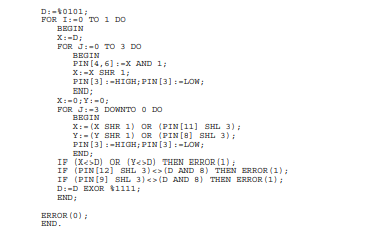 D:=%0101;
FOR I:=0 TO 1 DO
BEGIN
X:=D;
FOR J:=0 TO 3 DO
BEGIN
PIN[4,6]:=X AND 1;
X:=X SHR 1;
PIN[3]:=HIGH;PIN[3]:=LOW;
END;
X:=0;Y:=0;
FOR J:=3 DOWNTO 0 DO
BEGIN
X:=(X SHR 1) OR (PIN[11] SHL 3);
Y:=(Y SHR 1) OR (PIN[8] SHL 3);
PIN[3]:=HIGH;PIN[3]:=LOW;
END;
IF (X<>D) OR (Y<>D) THEN ERROR(1);
IF (PIN[12] SHL 3)<>(D AND 8) THEN ERROR(1);
IF (PIN[9] SHL 3)<>(D AND 8) THEN ERROR(1);
D:=D EXOR %1111;
END;
ERROR(0);
END.